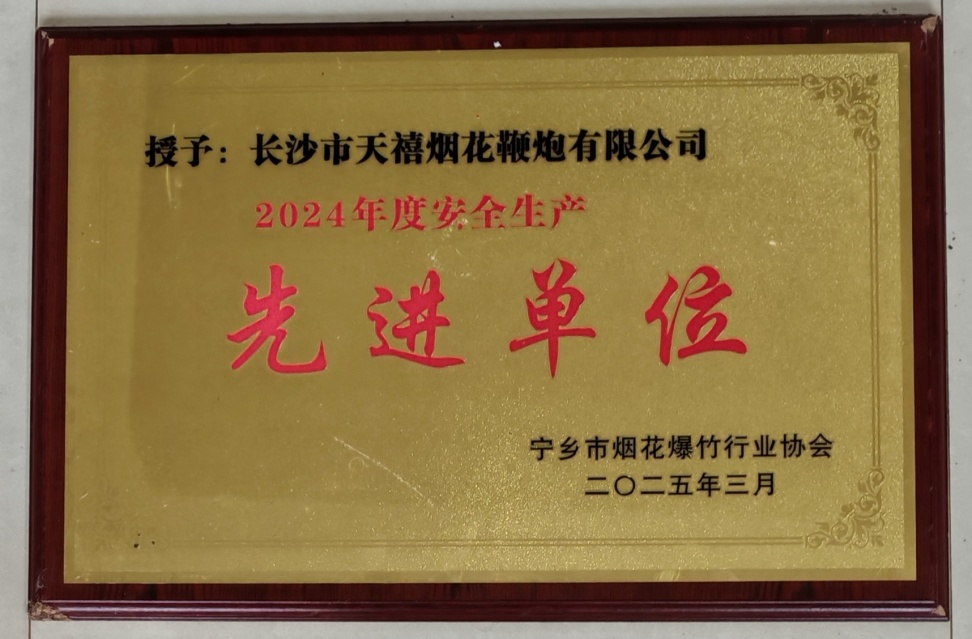 授予：长沙市天禧烟花鞭炮有限公司
2024年度安全生产
先进单位
宁乡市烟花爆竹行业协会
二〇二五年三月